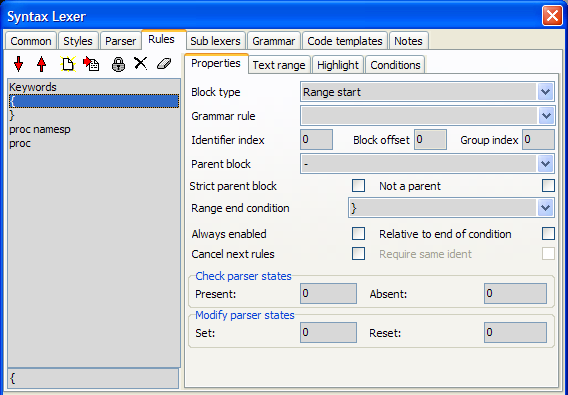 Syntax Lexer
Common Styles Parser Rules Sub lexers Grammar Code templates Notes
Properties Text range Highlight Conditions
Keywords
{
}
proc namesp
proc
{
Block type Range start
Grammar rule
Identifier index 0 Block offset 0 Group index 0
Parent block -
Strict parent block Not a parent
Range end condition }
Always enabled Relative to end of condition
Cancel next rules Require same ident
Check parser states
Present: 0 Absent: 0
Modify parser states
Set: 0 Reset: 0